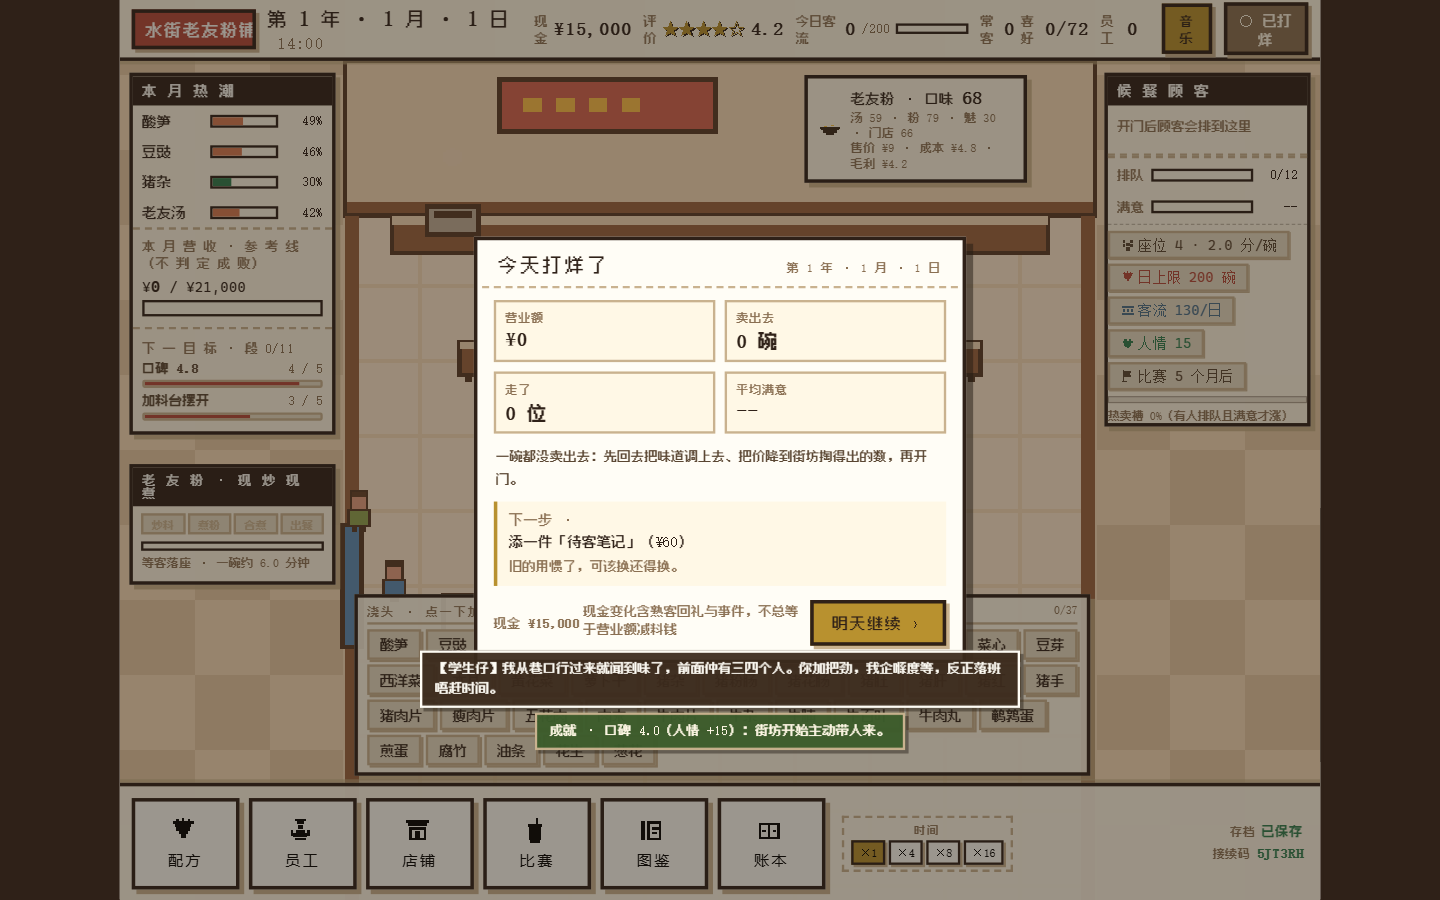 水街老友粉铺
第 1 年 · 1 月 · 1 日
14:00
现金 ¥15,000
评价 4.2
今日客流 0 /200
常客 0
喜好 0/72
员工 0
音乐
已打烊
本月热潮
酸笋 49%
豆豉 46%
猪杂 30%
老友汤 42%
本月营收 · 参考线
(不判定成败)
¥0 / ¥21,000
下一目标 · 段 0/11
口碑 4.8 4 / 5
加料台摆开 3 / 5
老友粉 · 现炒现煮
炒料 煮粉 合煮 出锅
等客落座 · 一碗约 6.0 分钟
老友粉 · 口味 68
汤 59 · 粉 79 · 魅 30
· 门店 66
售价 ¥9 · 成本 ¥4.8 ·
毛利 ¥4.2
候餐顾客
开门后顾客会排到这里
排队 0/12
满意 --
座位 4 · 2.0 分/碗
日上限 200 碗
客流 130/日
人情 15
比赛 5 个月后
热卖槽 0% (有人排队且满意才涨)
今天打烊了
第 1 年 · 1 月 · 1 日
营业额
¥0
卖出去
0 碗
走了
0 位
平均满意
--
一碗都没卖出去：先回去把味道调上去、把价降到街坊掏得出的数，再开
门。
下一步 ·
添一件「待客笔记」(¥60)
旧的用惯了，可该换还得换。
现金 ¥15,000
现金变化含熟客回礼与事件，不总等
于营业额减料钱
明天继续 ›
浇头 · 点一下加
0/37
酸笋 豆豉 菜心 豆芽
西洋菜 猪手
【学生仔】我从巷口行过来就闻到味了，前面仲有三四个人。你加把劲，我企喺度等，反正落班
唔赶时间。
猪肉片 瘦肉片 牛肉丸 鹌鹑蛋
成就 · 口碑 4.0（人情 +15）：街坊开始主动带人来。
煎蛋 腐竹 油条 花生 葱花
配方
员工
店铺
比赛
图鉴
账本
时间
×1 ×4 ×8 ×16
存档 已保存
接续码 5JT3RH